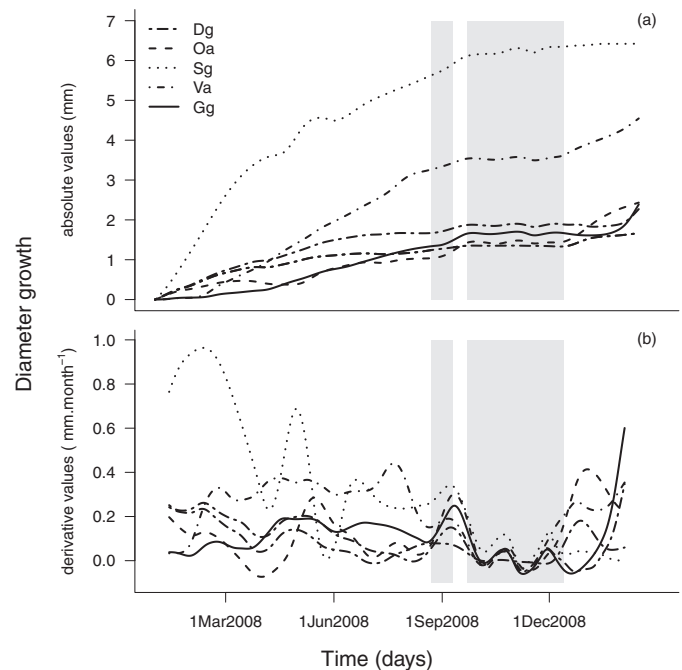 (a)
7
6
5
4
3
2
1
0
Dg
Oa
Sg
Va
Gg
absolute values (mm)
Diameter growth
(b)
1.0
0.8
0.6
0.4
0.2
0.0
derivative values ( mm.month⁻¹)
1Mar2008 1Jun2008 1Sep2008 1Dec2008
Time (days)